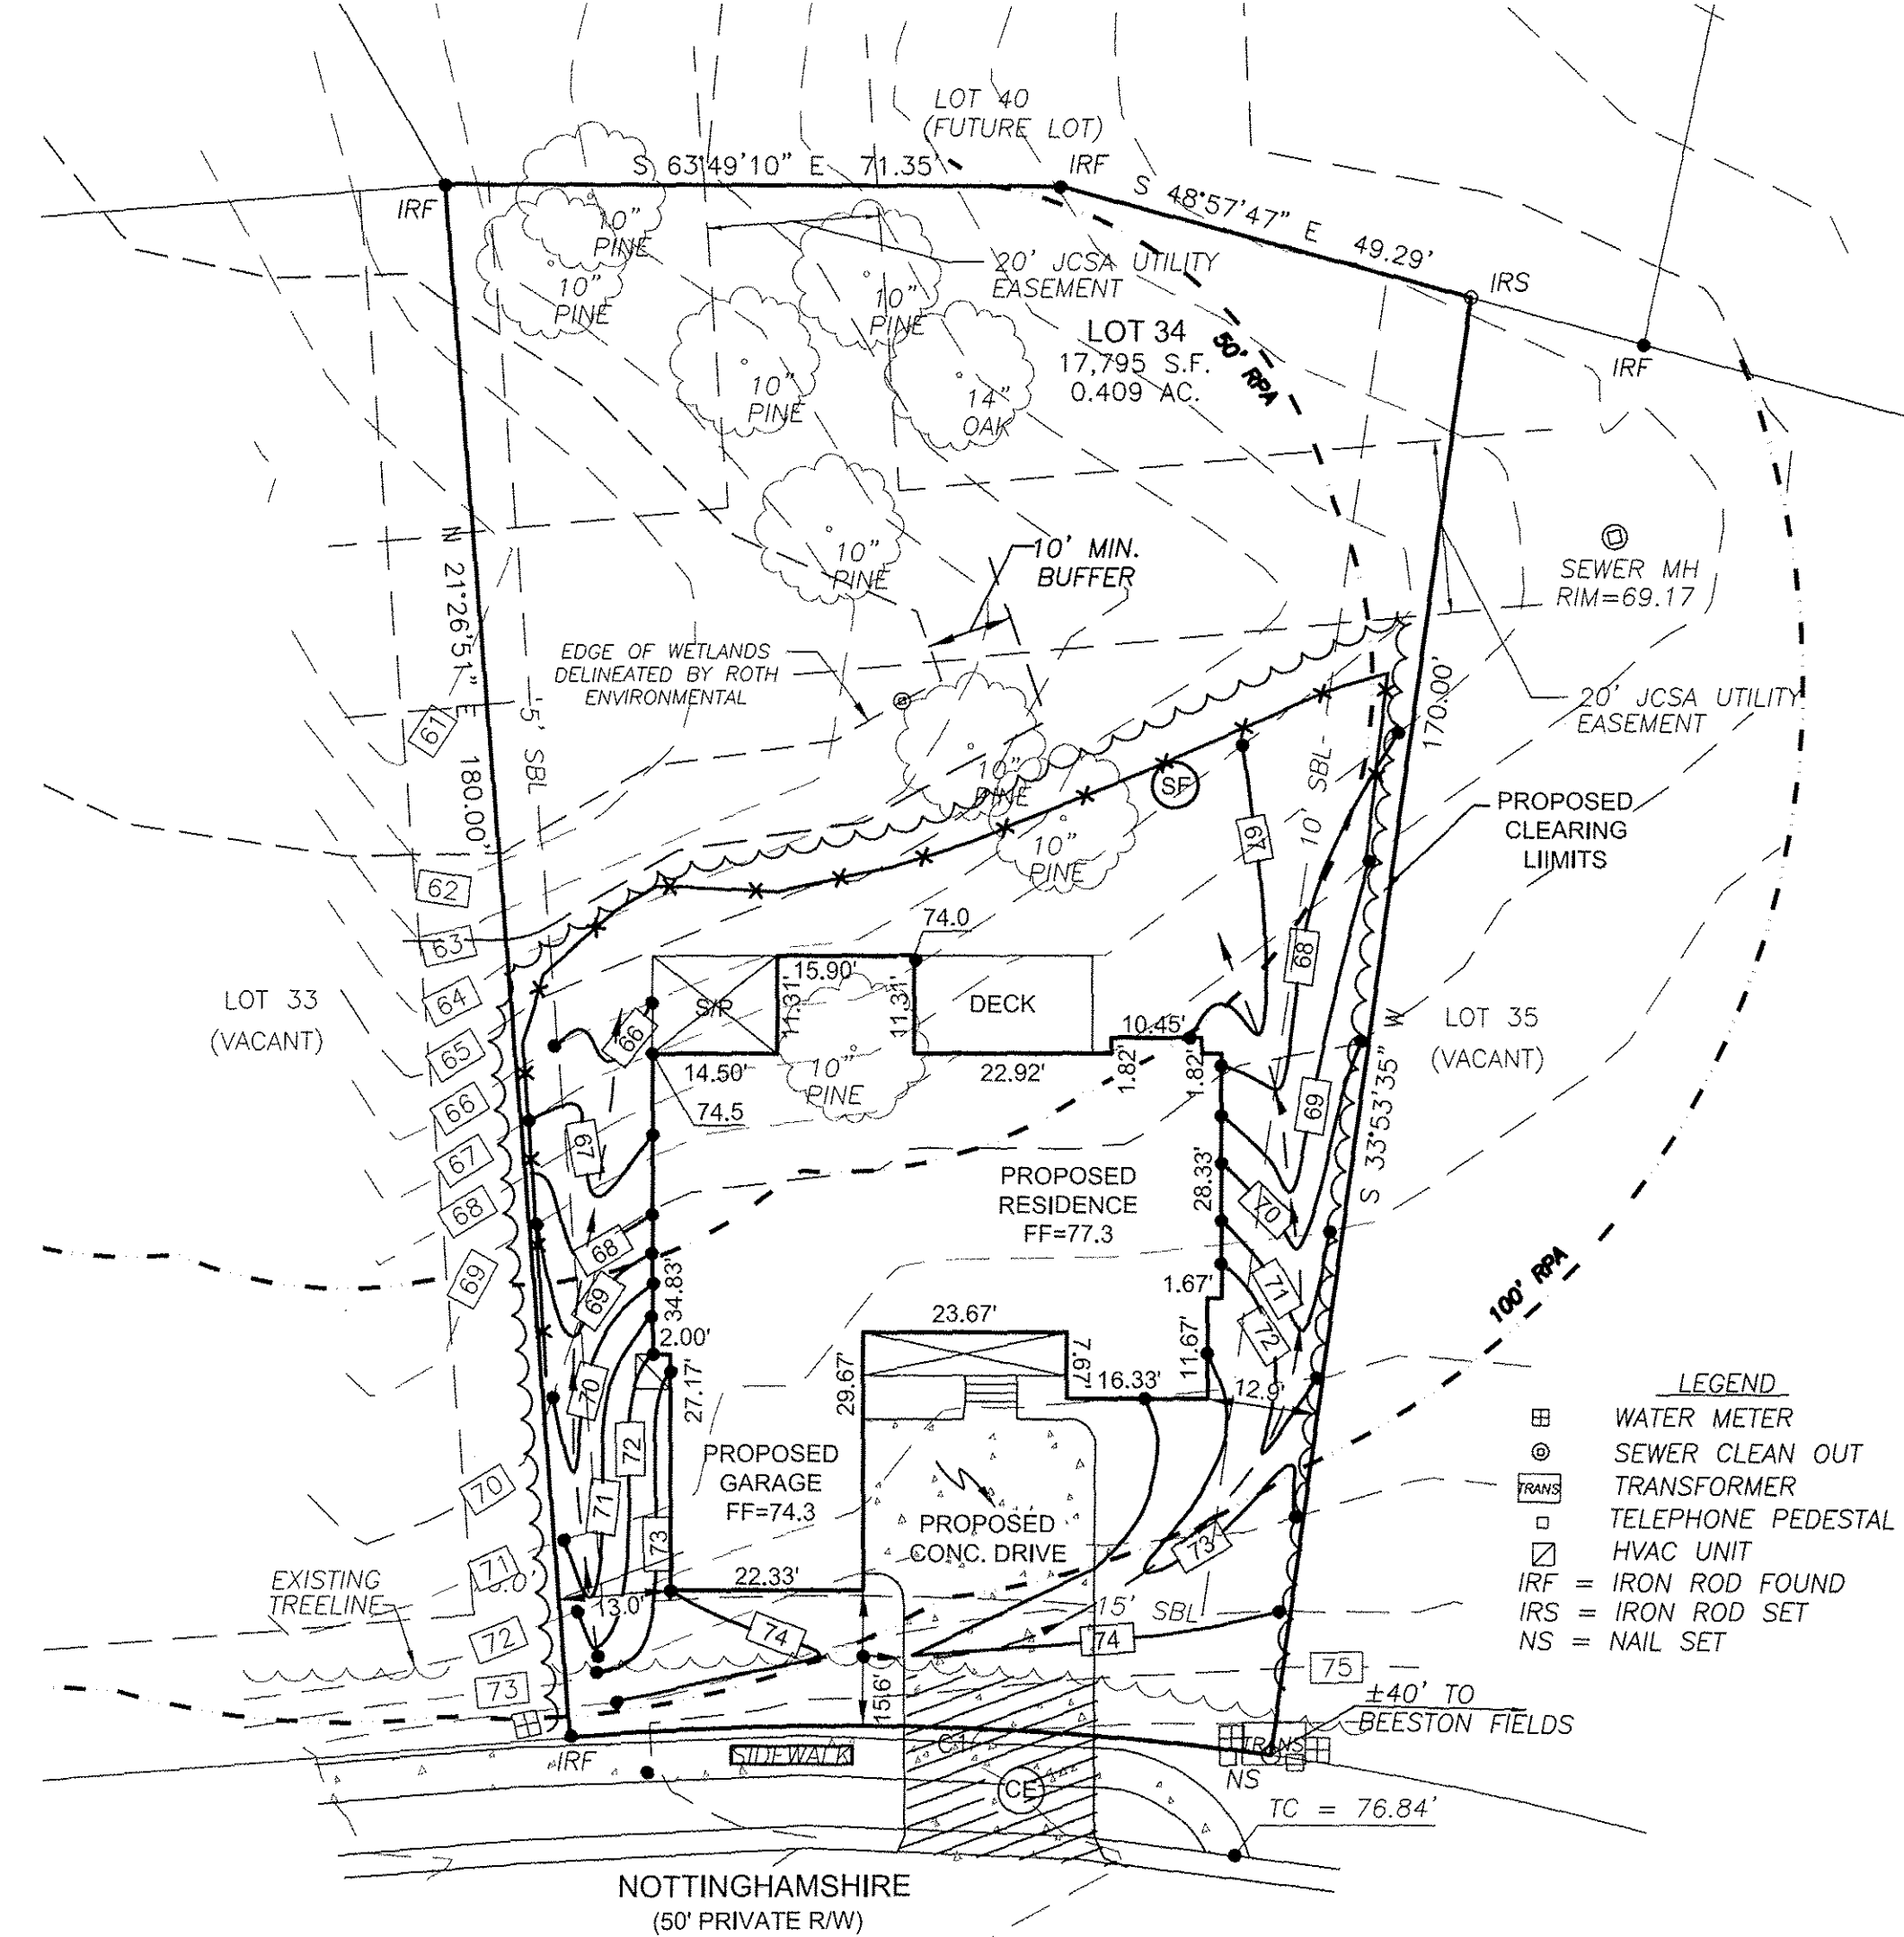 LOT 40
(FUTURE LOT)
S 63°49'10" E 71.35'
IRF
IRF
S 48°57'47" E 49.29'
IRS
IRF
10"
PINE
10"
PINE
20' JCSA UTILITY
EASEMENT
10"
PINE
LOT 34
17,795 S.F.
0.409 AC.
50' RPA
10"
PINE
14"
OAK
10"
PINE
10' MIN.
BUFFER
SEWER MH
RIM=69.17
N 21°26'51" E 180.00'
EDGE OF WETLANDS
DELINEATED BY ROTH
ENVIRONMENTAL
5' SBL
61
20' JCSA UTILITY
EASEMENT
170.00'
S 33°53'35" W
10"
PINE
SF
10"
PINE
67
10' SBL
PROPOSED
CLEARING
LIIMITS
62
63
64
65
66
67
68
69
70
71
72
73
LOT 33
(VACANT)
LOT 35
(VACANT)
74.0
15.90'
11.31'
11.31'
S/P
DECK
10.45'
1.82'
1.82'
14.50'
22.92'
74.5
10"
PINE
66
67
68
69
70
71
72
73
68
69
70
71
72
73
PROPOSED
RESIDENCE
FF=77.3
28.33'
1.67'
11.67'
12.9'
34.83'
2.00'
27.17'
23.67'
7.67'
16.33'
29.67'
100' RPA
PROPOSED
GARAGE
FF=74.3
PROPOSED
CONC. DRIVE
22.33'
13.0'
74
15' SBL
74
75
15.6'
EXISTING
TREELINE
±40' TO
BEESTON FIELDS
LEGEND
WATER METER
SEWER CLEAN OUT
TRANS TRANSFORMER
TELEPHONE PEDESTAL
HVAC UNIT
IRF = IRON ROD FOUND
IRS = IRON ROD SET
NS = NAIL SET
IRF
SIDEWALK
C1
CE
TRANS
NS
TC = 76.84'
NOTTINGHAMSHIRE
(50' PRIVATE R/W)